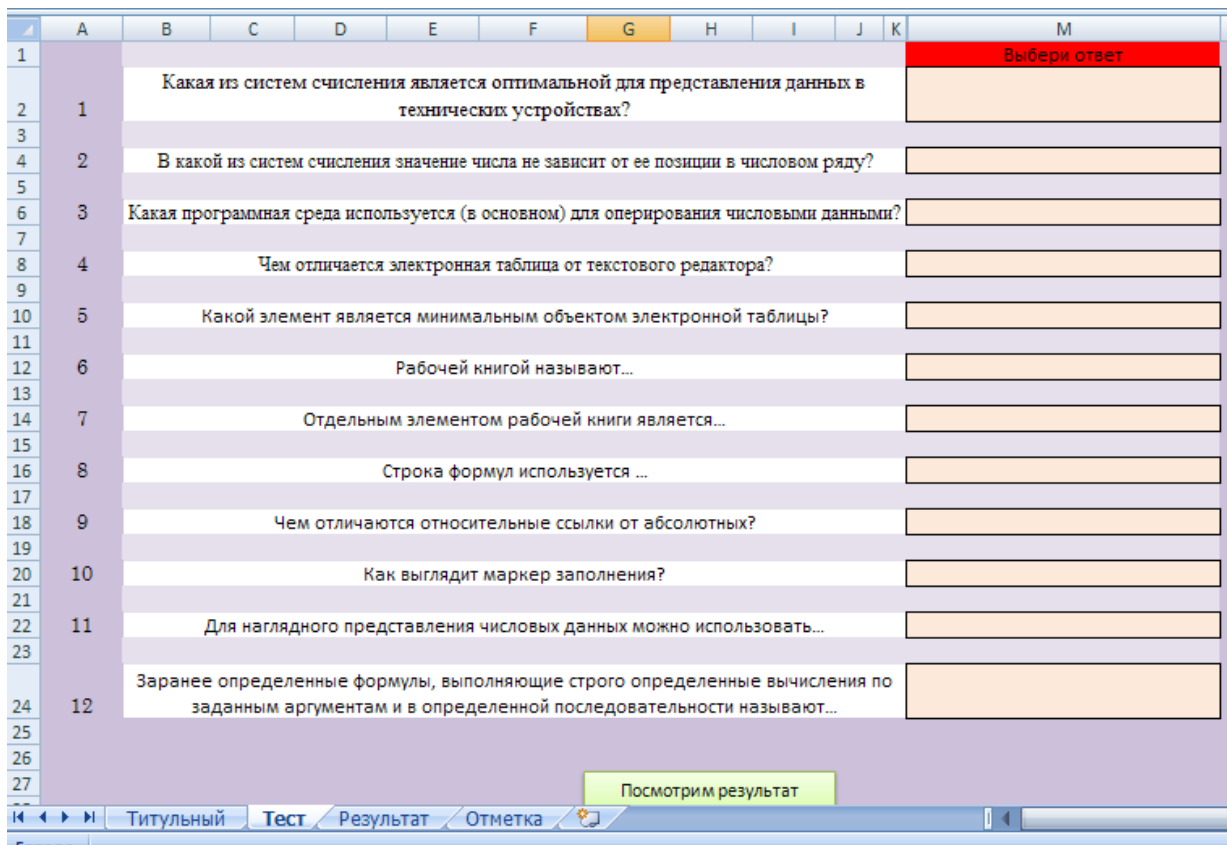 A B C D E F G H I J K M
1 Выбери ответ
Какая из систем счисления является оптимальной для представления данных в
2 1 технических устройствах?
3
4 2 В какой из систем счисления значение числа не зависит от ее позиции в числовом ряду?
5
6 3 Какая программная среда используется (в основном) для оперирования числовыми данными?
7
8 4 Чем отличается электронная таблица от текстового редактора?
9
10 5 Какой элемент является минимальным объектом электронной таблицы?
11
12 6 Рабочей книгой называют...
13
14 7 Отдельным элементом рабочей книги является...
15
16 8 Строка формул используется ...
17
18 9 Чем отличаются относительные ссылки от абсолютных?
19
20 10 Как выглядит маркер заполнения?
21
22 11 Для наглядного представления числовых данных можно использовать...
23
Заранее определенные формулы, выполняющие строго определенные вычисления по
24 12 заданным аргументам и в определенной последовательности называют...
25
26
27 Посмотрим результат
Титульный Тест Результат Отметка